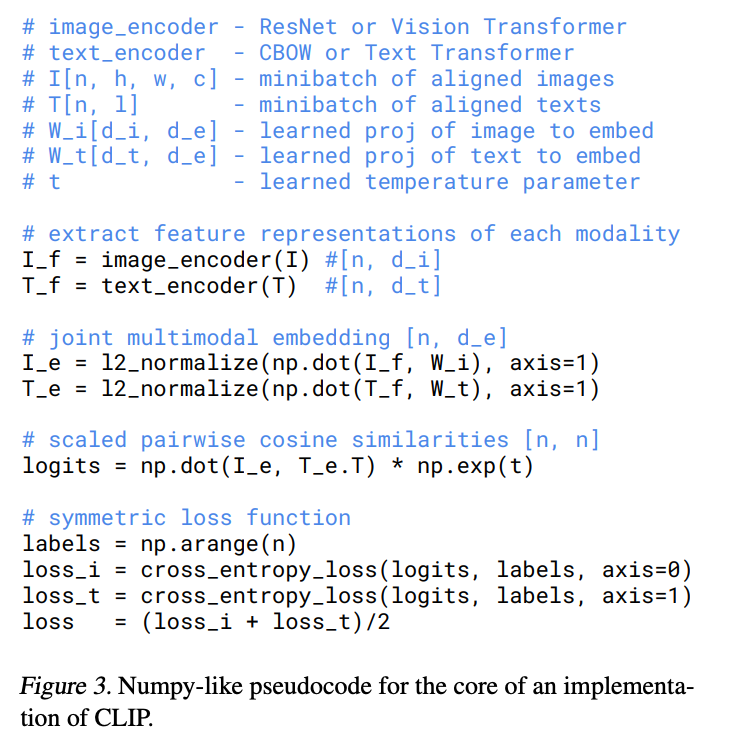 # image_encoder - ResNet or Vision Transformer
# text_encoder  - CBOW or Text Transformer
# I[n, h, w, c] - minibatch of aligned images
# T[n, l]       - minibatch of aligned texts
# W_i[d_i, d_e] - learned proj of image to embed
# W_t[d_t, d_e] - learned proj of text to embed
# t             - learned temperature parameter
# extract feature representations of each modality
I_f = image_encoder(I) #[n, d_i]
T_f = text_encoder(T)  #[n, d_t]
# joint multimodal embedding [n, d_e]
I_e = l2_normalize(np.dot(I_f, W_i), axis=1)
T_e = l2_normalize(np.dot(T_f, W_t), axis=1)
# scaled pairwise cosine similarities [n, n]
logits = np.dot(I_e, T_e.T) * np.exp(t)
# symmetric loss function
labels = np.arange(n)
loss_i = cross_entropy_loss(logits, labels, axis=0)
loss_t = cross_entropy_loss(logits, labels, axis=1)
loss   = (loss_i + loss_t)/2
Figure 3. Numpy-like pseudocode for the core of an implementa-
tion of CLIP.